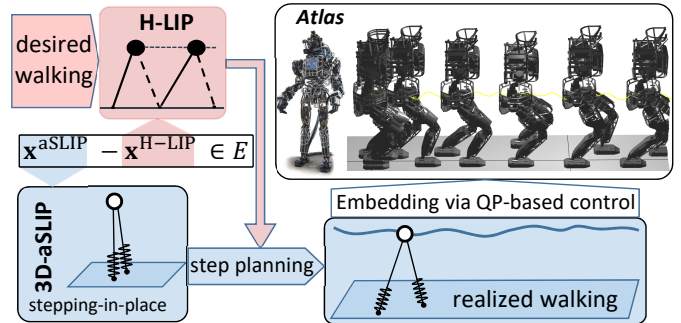 desired
walking
H-LIP
Atlas
𝐱^aSLIP − 𝐱^H−LIP ∈ E
3D-aSLIP
stepping-in-place
step planning
Embedding via QP-based control
realized walking